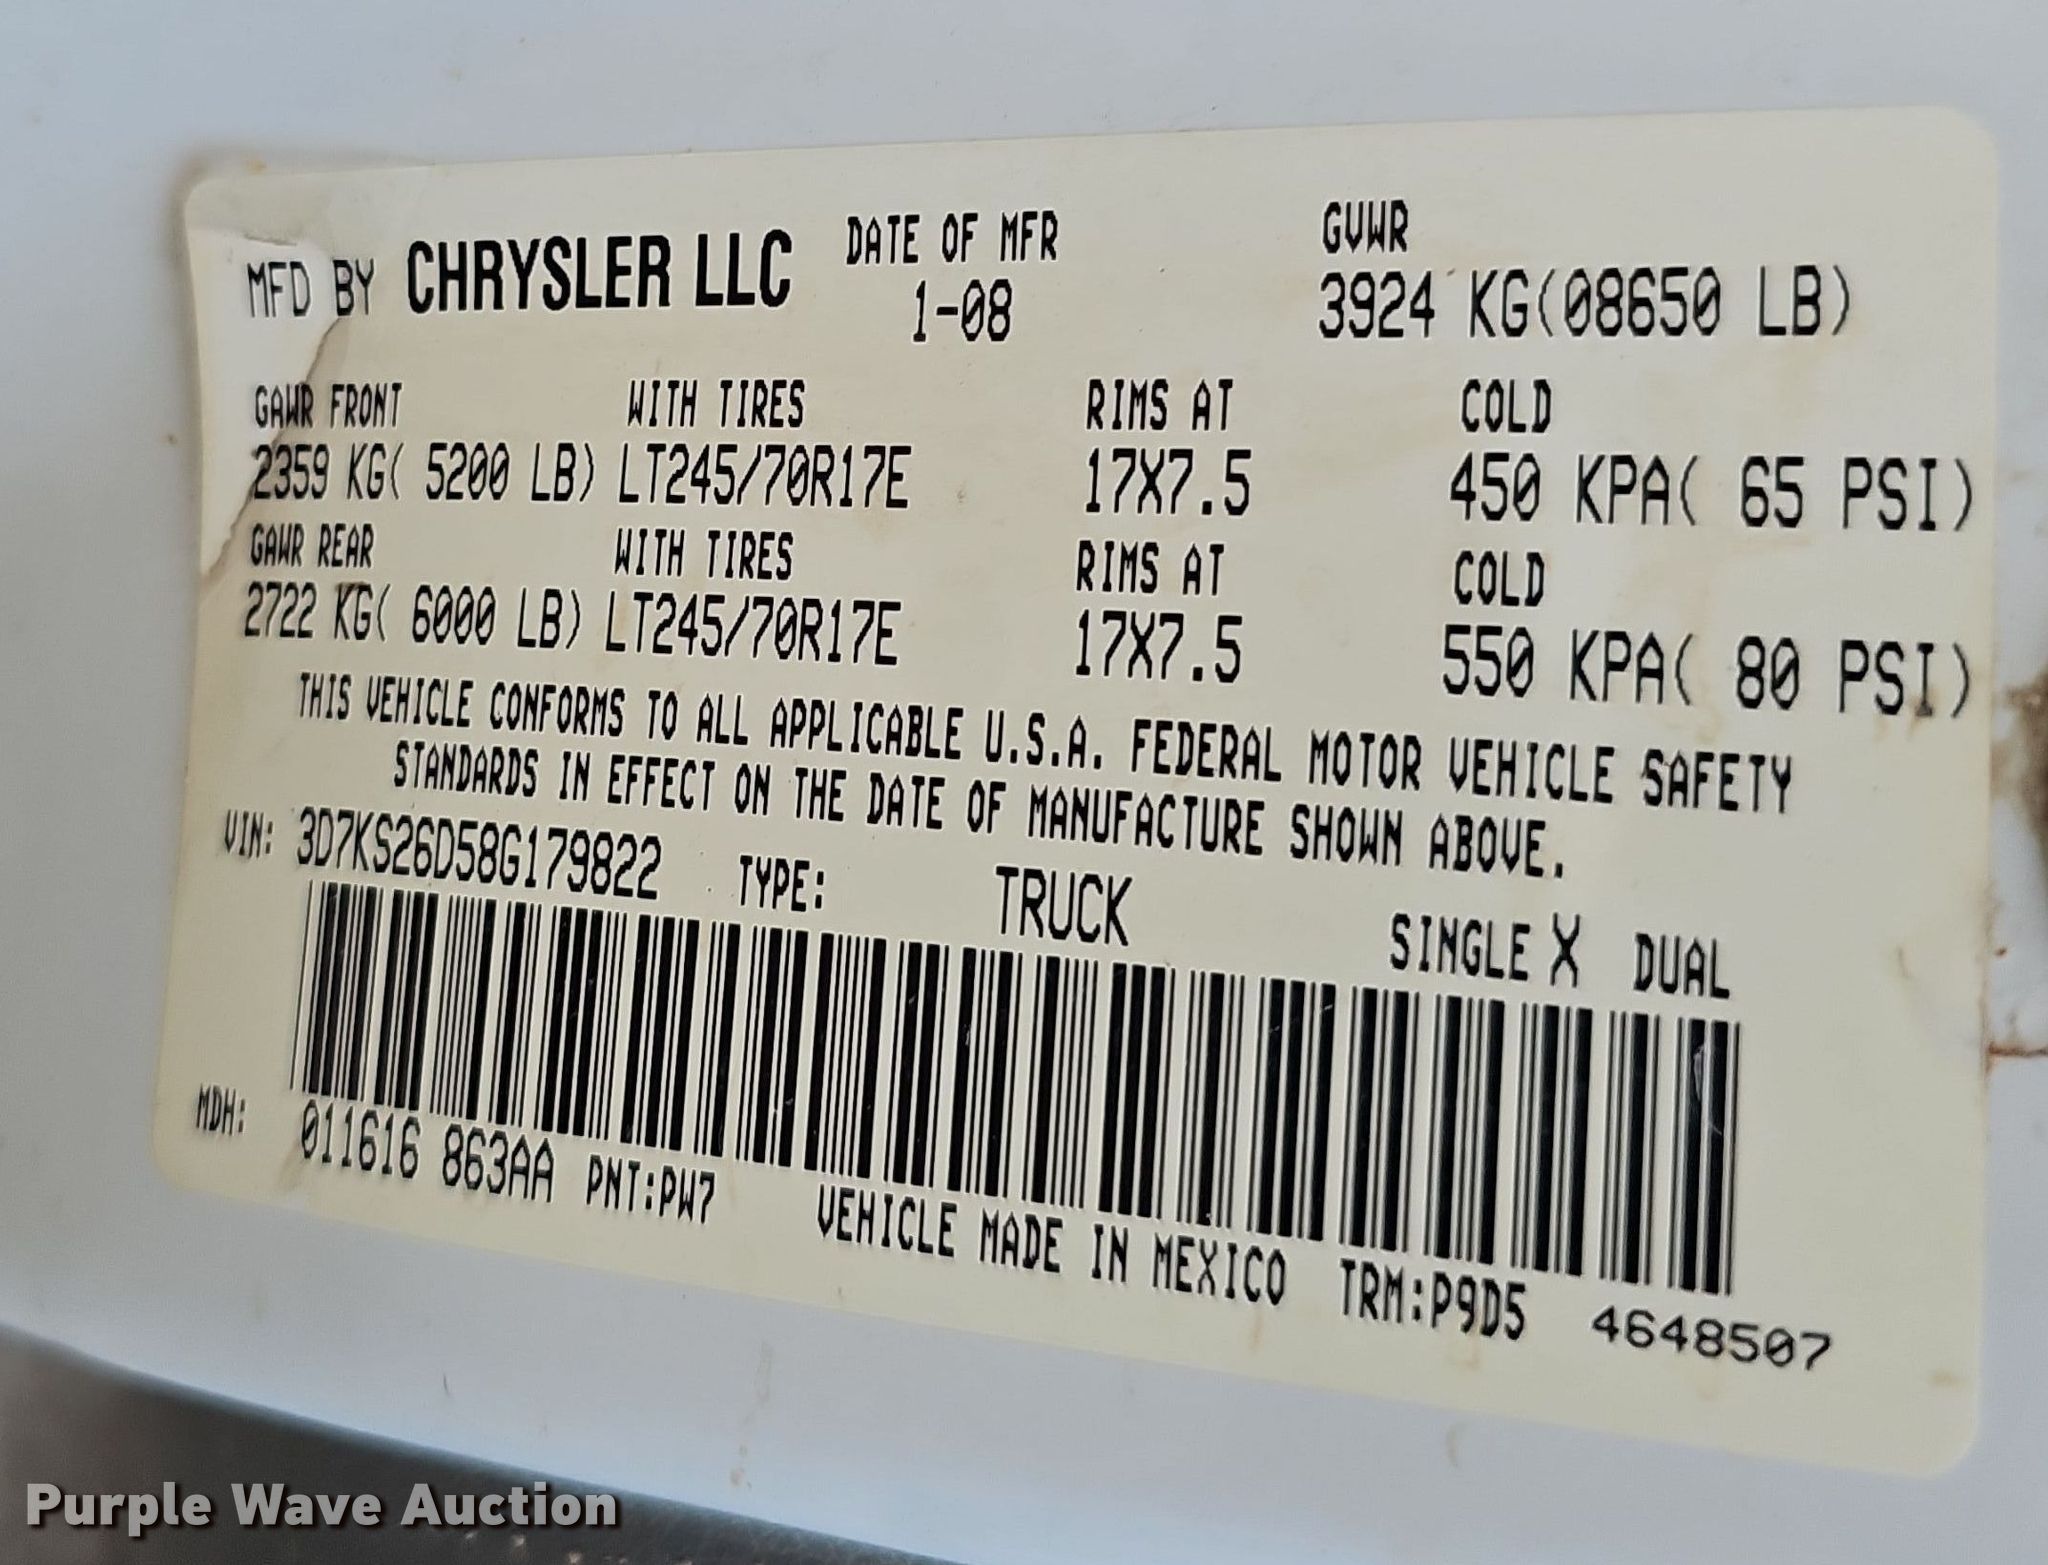 MFD BY CHRYSLER LLC DATE OF MFR GVWR
1-08 3924 KG(08650 LB)
GAWR FRONT WITH TIRES RIMS AT COLD
2359 KG( 5200 LB) LT245/70R17E 17X7.5 450 KPA( 65 PSI)
GAWR REAR WITH TIRES RIMS AT COLD
2722 KG( 6000 LB) LT245/70R17E 17X7.5 550 KPA( 80 PSI)
THIS VEHICLE CONFORMS TO ALL APPLICABLE U.S.A. FEDERAL MOTOR VEHICLE SAFETY
STANDARDS IN EFFECT ON THE DATE OF MANUFACTURE SHOWN ABOVE.
VIN: 3D7KS26D58G179822 TYPE: TRUCK SINGLE X DUAL
MDH: 011616 863AA PNT:PW7 VEHICLE MADE IN MEXICO TRM:P9D5 4648507
Purple Wave Auction